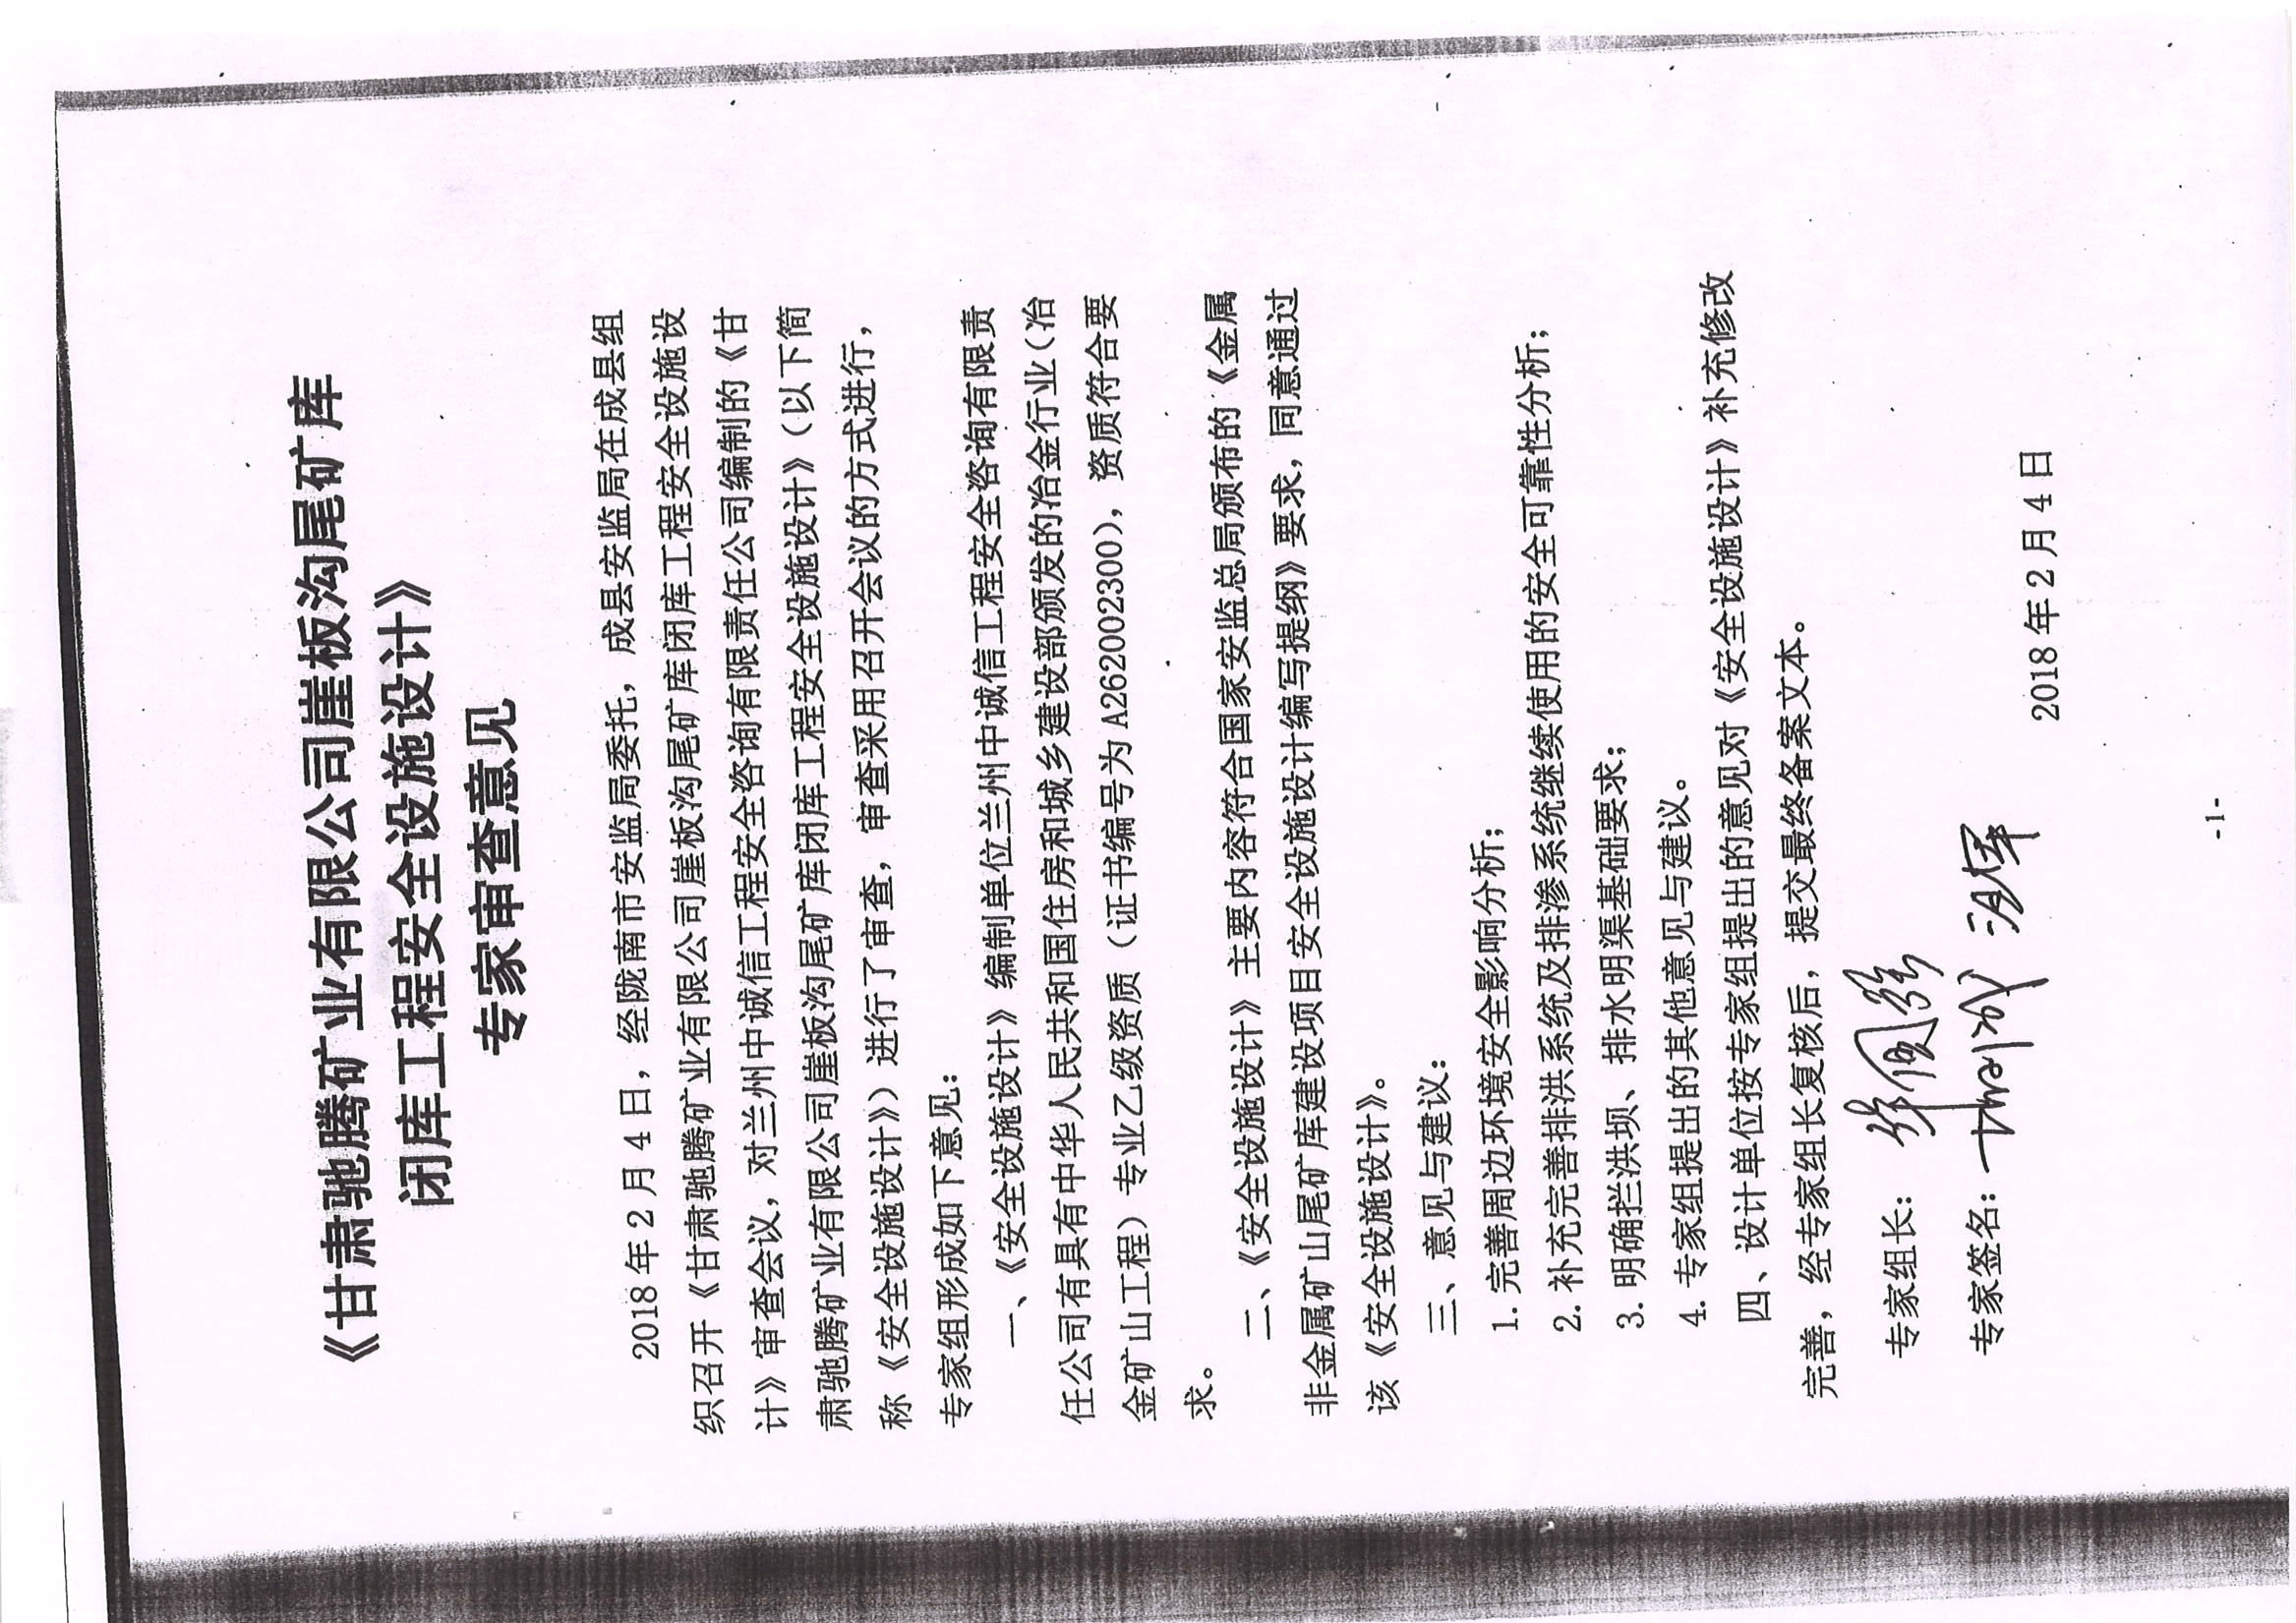 《甘肃驰腾矿业有限公司崖板沟尾矿库
闭库工程安全设施设计》
专家审查意见
2018年2月4日，经陇南市安监局委托，成县安监局在成县组
织召开《甘肃驰腾矿业有限公司崖板沟尾矿库闭库工程安全设施设
计》审查会议，对兰州中诚信工程安全咨询有限责任公司编制的《甘
肃驰腾矿业有限公司崖板沟尾矿库闭库工程安全设施设计》（以下简
称《安全设施设计》）进行了审查，审查采用召开会议的方式进行，
专家组形成如下意见：
一、《安全设施设计》编制单位兰州中诚信工程安全咨询有限责
任公司有具有中华人民共和国住房和城乡建设部颁发的冶金行业（冶
金矿山工程）专业乙级资质（证书编号为A262002300），资质符合要
求。
二、《安全设施设计》主要内容符合国家安监总局颁布的《金属
非金属矿山尾矿库建设项目安全设施设计编写提纲》要求，同意通过
该《安全设施设计》。
三、意见与建议：
1.完善周边环境安全影响分析；
2.补充完善排洪系统及排渗系统继续使用的安全可靠性分析；
3.明确拦洪坝、排水明渠基础要求；
4.专家组提出的其他意见与建议。
四、设计单位按专家组提出的意见对《安全设施设计》补充修改
完善，经专家组长复核后，提交最终备案文本。
专家组长：
专家签名： 汪军
2018年2月4日
-1-